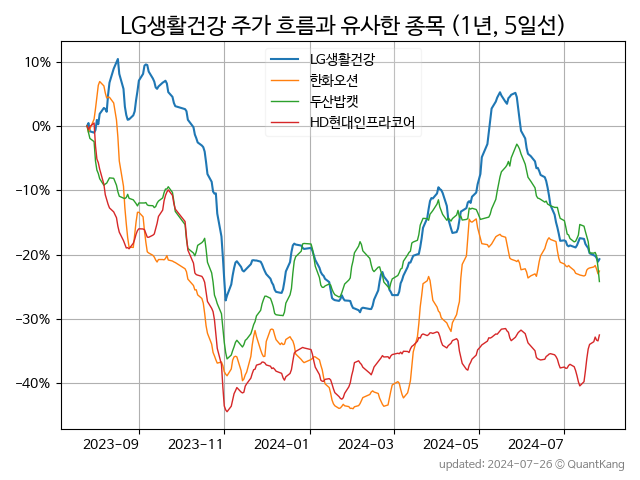 LG생활건강 주가 흐름과 유사한 종목 (1년, 5일선)
LG생활건강
한화오션
두산밥캣
HD현대인프라코어
10%
0%
−10%
−20%
−30%
−40%
2023−09 2023−11 2024−01 2024−03 2024−05 2024−07
updated: 2024-07-26 © QuantKang